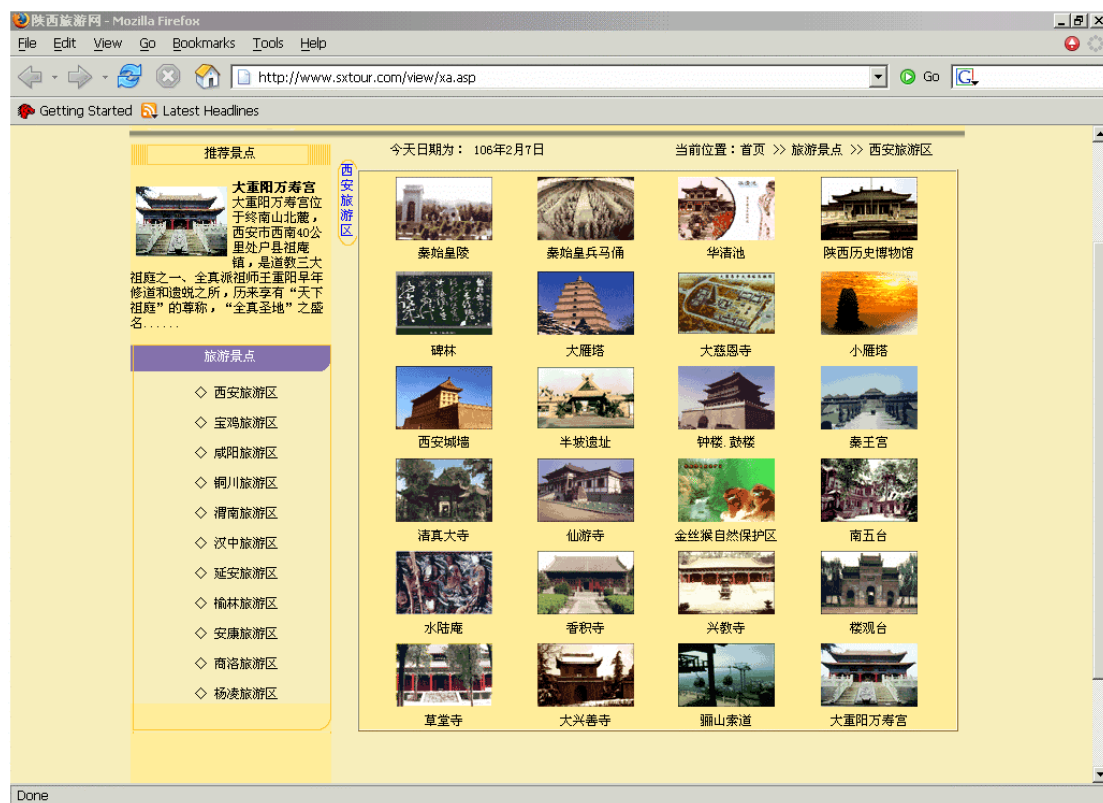 陕西旅游网 - Mozilla Firefox
File Edit View Go Bookmarks Tools Help
http://www.sxtour.com/view/xa.asp
Go
Getting Started Latest Headlines
推荐景点
大重阳万寿宫
大重阳万寿宫位
于终南山北麓，
西安市西南40公
里处户县祖庵
镇，是道教三大
祖庭之一、全真派祖师王重阳早年
修道和遗蜕之所，历来享有“天下
祖庭”的尊称，“全真圣地”之盛
名......
旅游景点
◇ 西安旅游区
◇ 宝鸡旅游区
◇ 咸阳旅游区
◇ 铜川旅游区
◇ 渭南旅游区
◇ 汉中旅游区
◇ 延安旅游区
◇ 榆林旅游区
◇ 安康旅游区
◇ 商洛旅游区
◇ 杨凌旅游区
今天日期为： 106年2月7日
当前位置：首页 >> 旅游景点 >> 西安旅游区
西安旅游区
秦始皇陵 秦始皇兵马俑 华清池 陕西历史博物馆
碑林 大雁塔 大慈恩寺 小雁塔
西安城墙 半坡遗址 钟楼.鼓楼 秦王宫
清真大寺 仙游寺 金丝猴自然保护区 南五台
水陆庵 香积寺 兴教寺 楼观台
草堂寺 大兴善寺 骊山索道 大重阳万寿宫
Done